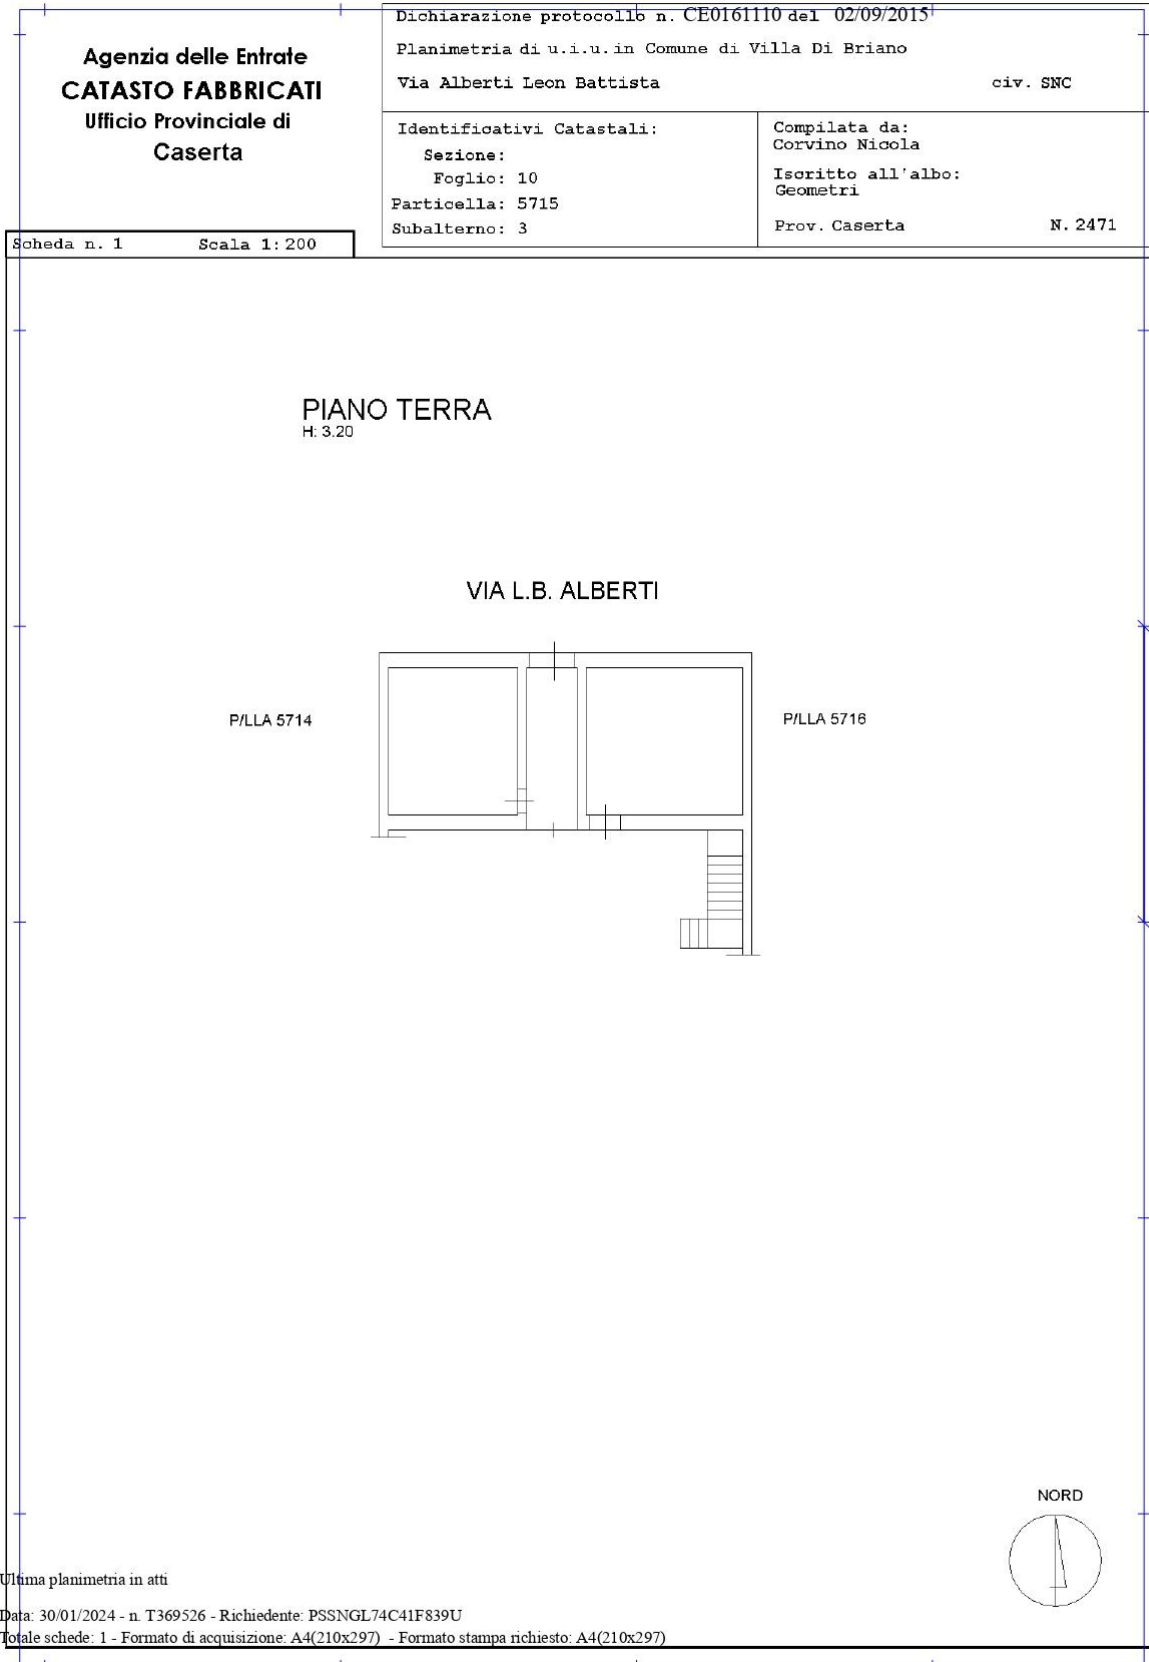 Agenzia delle Entrate
CATASTO FABBRICATI
Ufficio Provinciale di
Caserta
Dichiarazione protocollo n. CE0161110 del 02/09/2015
Planimetria di u.i.u. in Comune di Villa Di Briano
Via Alberti Leon Battista civ. SNC
Identificativi Catastali:
Sezione:
Foglio: 10
Particella: 5715
Subalterno: 3
Compilata da:
Corvino Nicola
Iscritto all'albo:
Geometri
Prov. Caserta N. 2471
Scheda n. 1 Scala 1: 200
PIANO TERRA
H: 3.20
VIA L.B. ALBERTI
P/LLA 5714
P/LLA 5716
NORD
Ultima planimetria in atti
Data: 30/01/2024 - n. T369526 - Richiedente: PSSNGL74C41F839U
Totale schede: 1 - Formato di acquisizione: A4(210x297) - Formato stampa richiesto: A4(210x297)